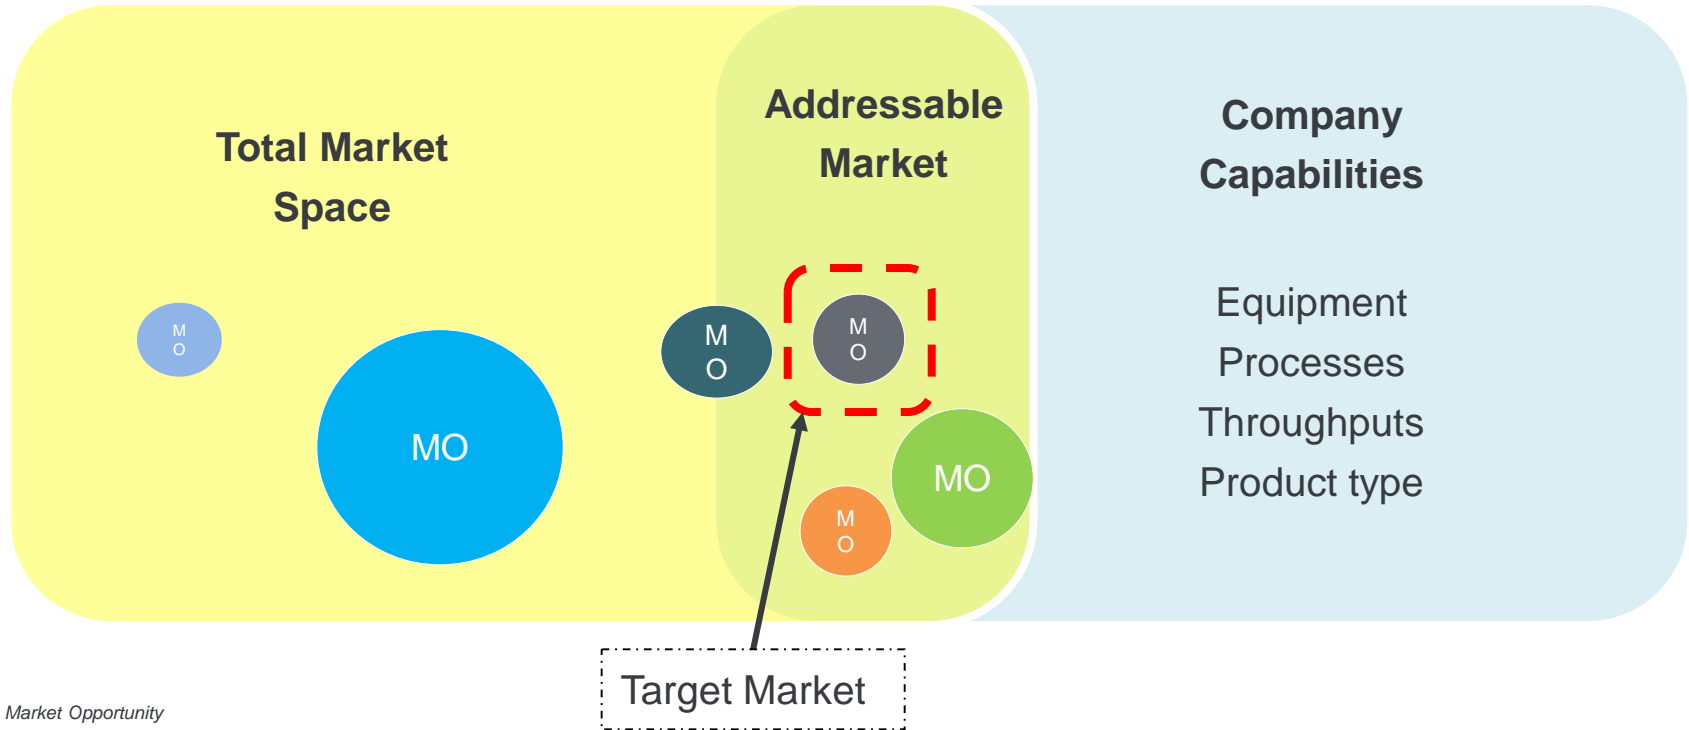 Total Market
Space
Addressable
Market
Company
Capabilities
Equipment
Processes
Throughputs
Product type
M
O
MO
M
O
M
O
MO
M
O
Target Market
Market Opportunity